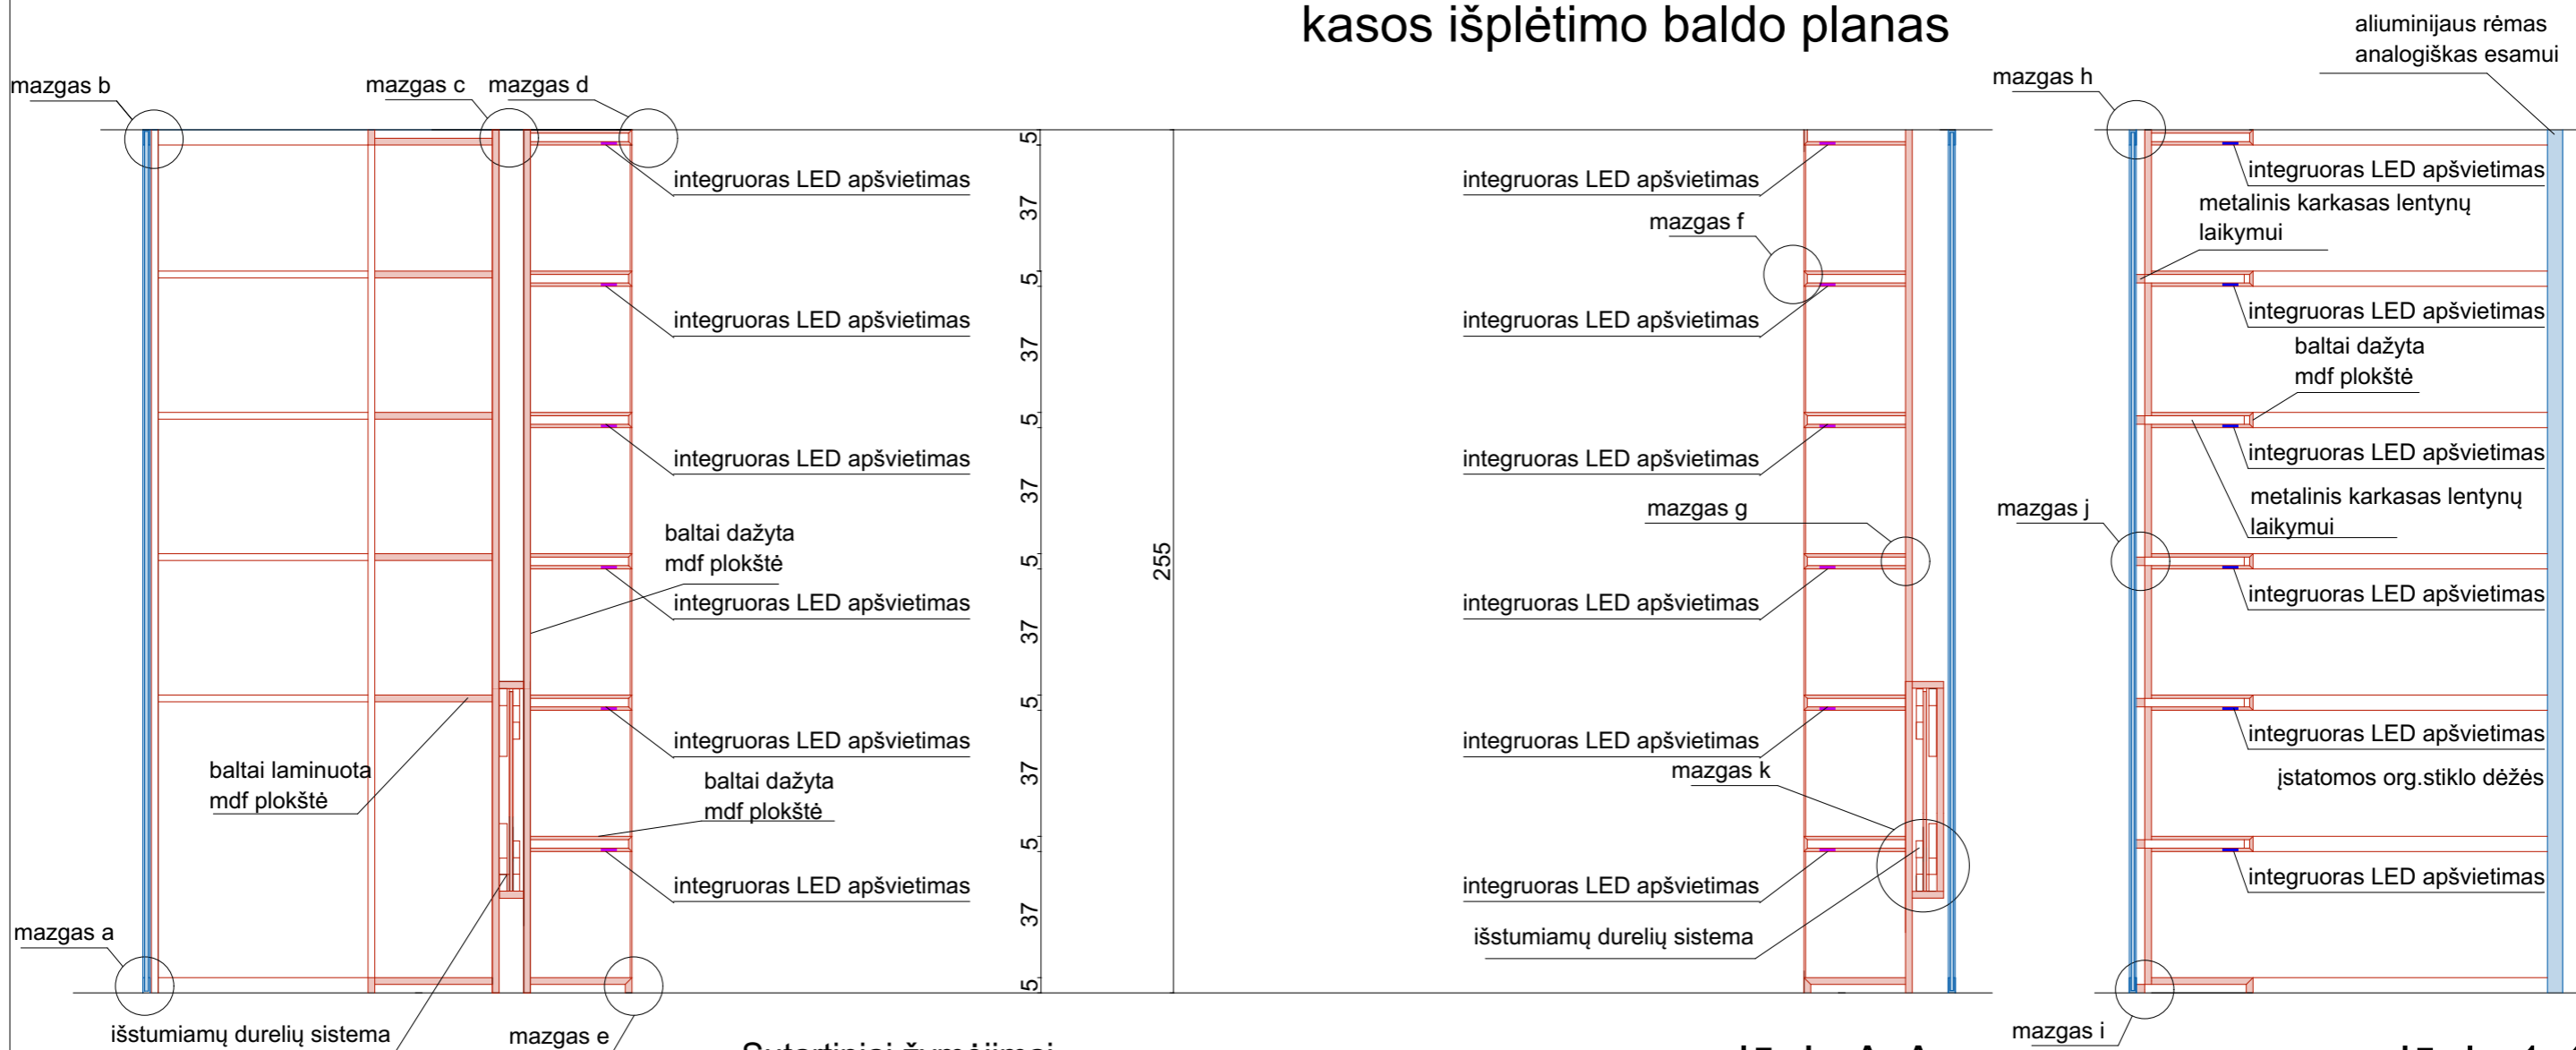 kasos išplėtimo baldo planas
aliuminijaus rėmas
analogiškas esamui
mazgas b
mazgas c
mazgas d
mazgas h
integruoras LED apšvietimas
integruoras LED apšvietimas
integruoras LED apšvietimas
metalinis karkasas lentynų
laikymui
mazgas f
integruoras LED apšvietimas
integruoras LED apšvietimas
integruoras LED apšvietimas
baltai dažyta
mdf plokštė
integruoras LED apšvietimas
integruoras LED apšvietimas
integruoras LED apšvietimas
metalinis karkasas lentynų
laikymui
mazgas g
mazgas j
baltai dažyta
mdf plokštė
integruoras LED apšvietimas
integruoras LED apšvietimas
integruoras LED apšvietimas
integruoras LED apšvietimas
integruoras LED apšvietimas
integruoras LED apšvietimas
baltai laminuota
mdf plokštė
baltai dažyta
mdf plokštė
mazgas k
įstatomos org.stiklo dėžės
integruoras LED apšvietimas
integruoras LED apšvietimas
integruoras LED apšvietimas
mazgas a
išstumiamų durelių sistema
išstumiamų durelių sistema
mazgas e
mazgas i
5
37
5
37
5
37
5
37
5
37
5
37
5
255